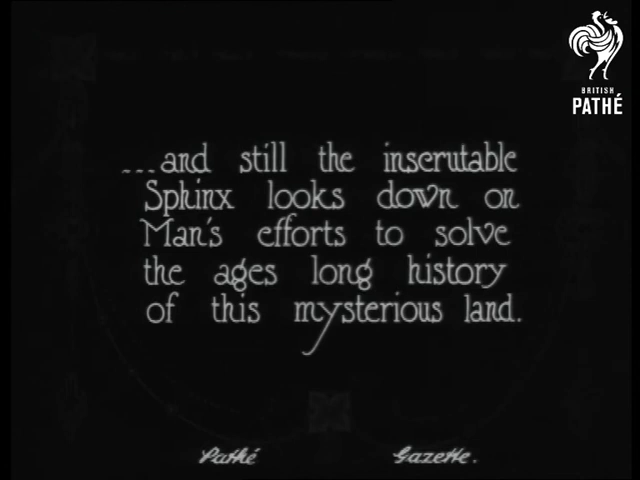 BRITISH
PATHÉ
...and still the inscrutable
Sphinx looks down on
Man's efforts to solve
the ages long history
of this mysterious land.
Pathé Gazette.